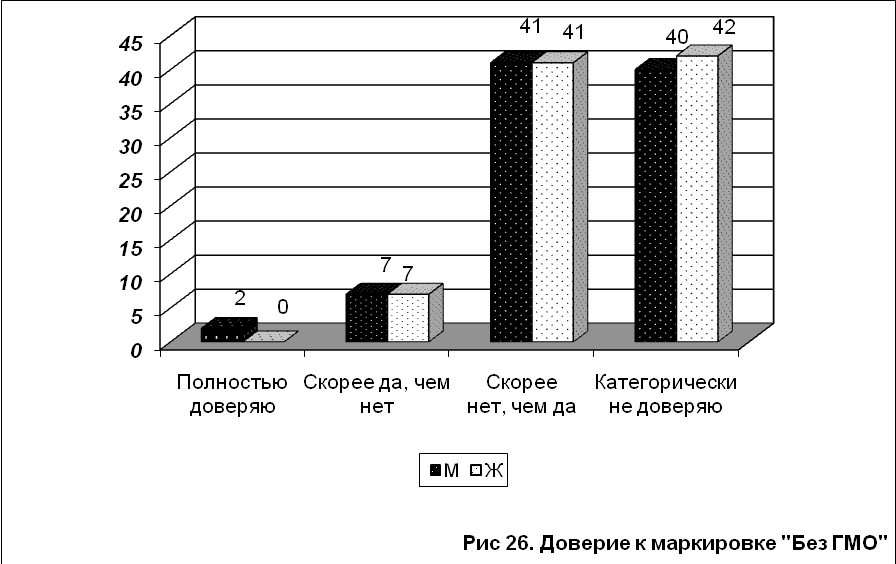 45
40
35
30
25
20
15
10
5
0
2
0
7
7
41
41
40
42
Полностью
доверяю
Скорее да, чем
нет
Скорее
нет, чем да
Категорически
не доверяю
М Ж
Рис 26. Доверие к маркировке "Без ГМО"